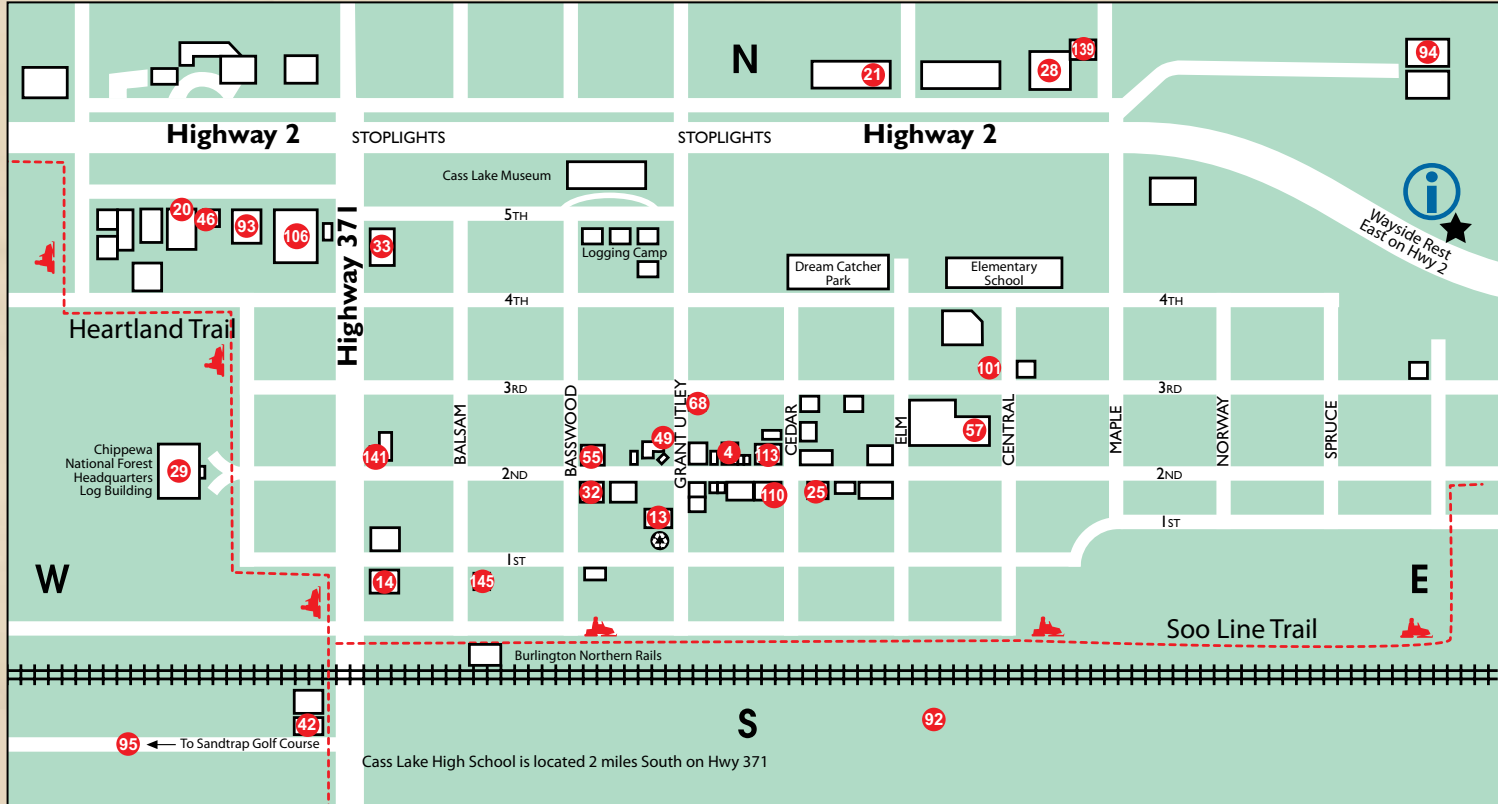 N
139
94
21
28
Highway 2
STOPLIGHTS
STOPLIGHTS
Highway 2
Cass Lake Museum
i
20
46
93
106
33
5TH
Wayside Rest
East on Hwy 2
Logging Camp
Dream Catcher
Park
Elementary
School
4TH
4TH
Highway 371
Heartland Trail
101
3RD
3RD
68
BALSAM
BASSWOOD
GRANT UTLEY
CEDAR
ELM
CENTRAL
MAPLE
NORWAY
SPRUCE
57
49
141
55
4
113
Chippewa
National Forest
Headquarters
Log Building
29
2ND
2ND
32
110
25
13
1ST
1ST
W
14
145
E
Soo Line Trail
Burlington Northern Rails
42
S
92
95
To Sandtrap Golf Course
Cass Lake High School is located 2 miles South on Hwy 371